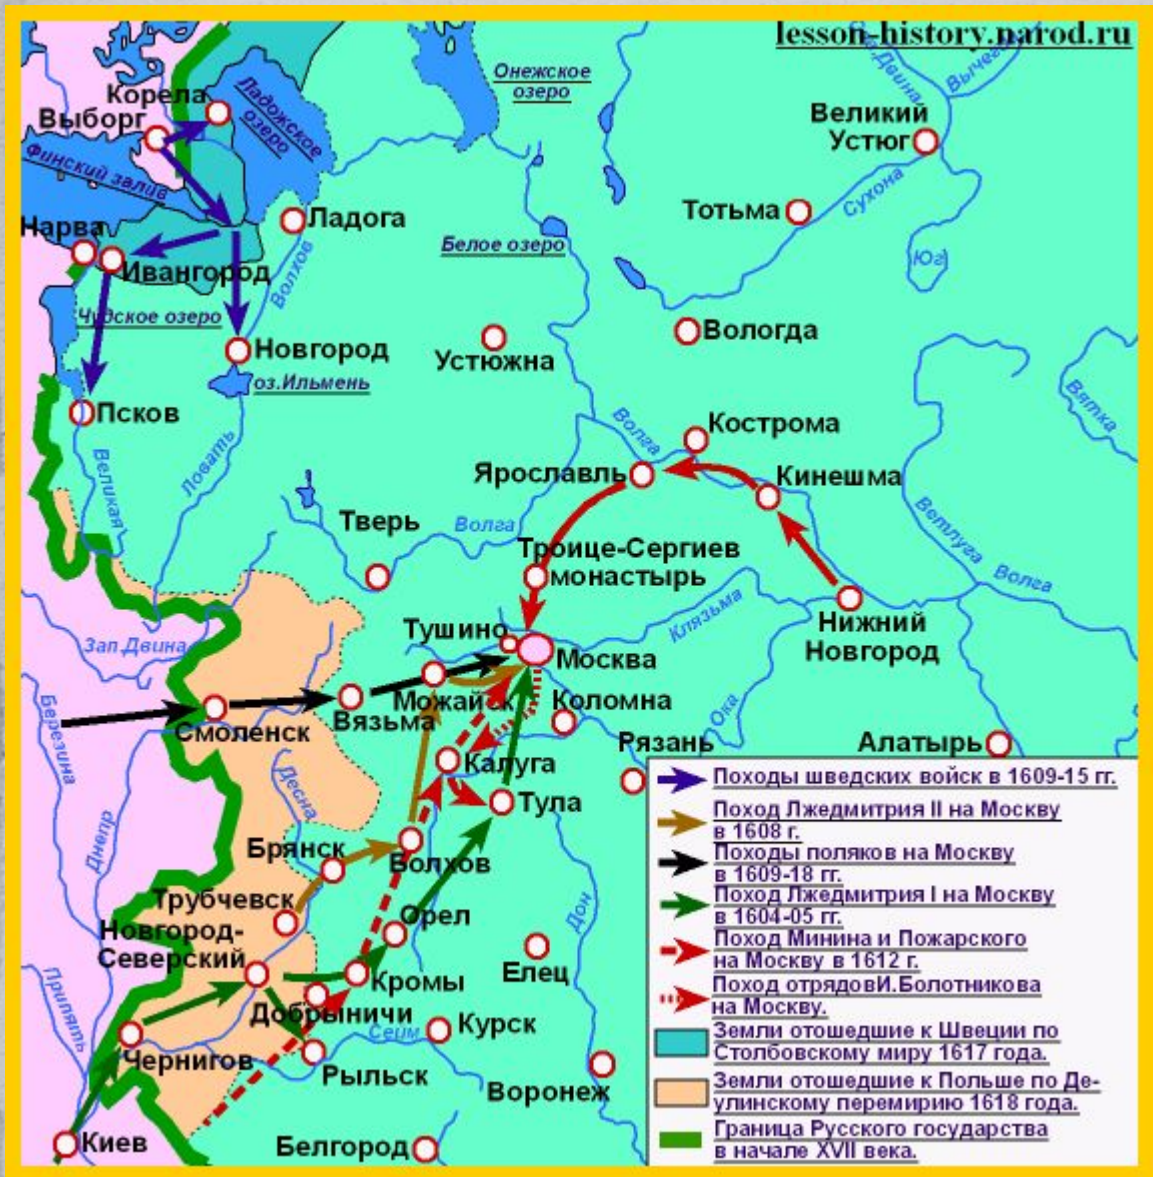 lesson-history.narod.ru
Онежское
озеро
Сев.Двина
Вычегда
Корела
Выборг
Ладожское
озеро
Великий
Устюг
Финский залив
Сухона
Тотьма
Ладога
Нарва
Белое озеро
Ивангород
Волхов
Юг
Чудское озеро
Вологда
Устюжна
Новгород
оз.Ильмень
Псков
Вятка
Волга
Кострома
Великая
Ловать
Ярославль
Кинешма
Тверь
Волга
Ветлуга
Волга
Троице-Сергиев
монастырь
Клязьма
Нижний
Новгород
Зап.Двина
Тушино
Москва
Можайск
Коломна
Вязьма
Смоленск
Березина
Ока
Рязань
Алатырь
Калуга
Десна
Тула
Днепр
Брянск
Болхов
Трубчевск
Орел
Дон
Новгород-
Северский
Елец
Кромы
Припять
Добрыничи
Сейм
Курск
Чернигов
Рыльск
Воронеж
Киев
Белгород
Походы шведских войск в 1609-15 гг.
Поход Лжедмитрия II на Москву
в 1608 г.
Походы поляков на Москву
в 1609-18 гг.
Поход Лжедмитрия I на Москву
в 1604-05 гг.
Поход Минина и Пожарского
на Москву в 1612 г.
Поход отрядовИ.Болотникова
на Москву.
Земли отошедшие к Швеции по
Столбовскому миру 1617 года.
Земли отошедшие к Польше по Де-
улинскому перемирию 1618 года.
Граница Русского государства
в начале XVII века.